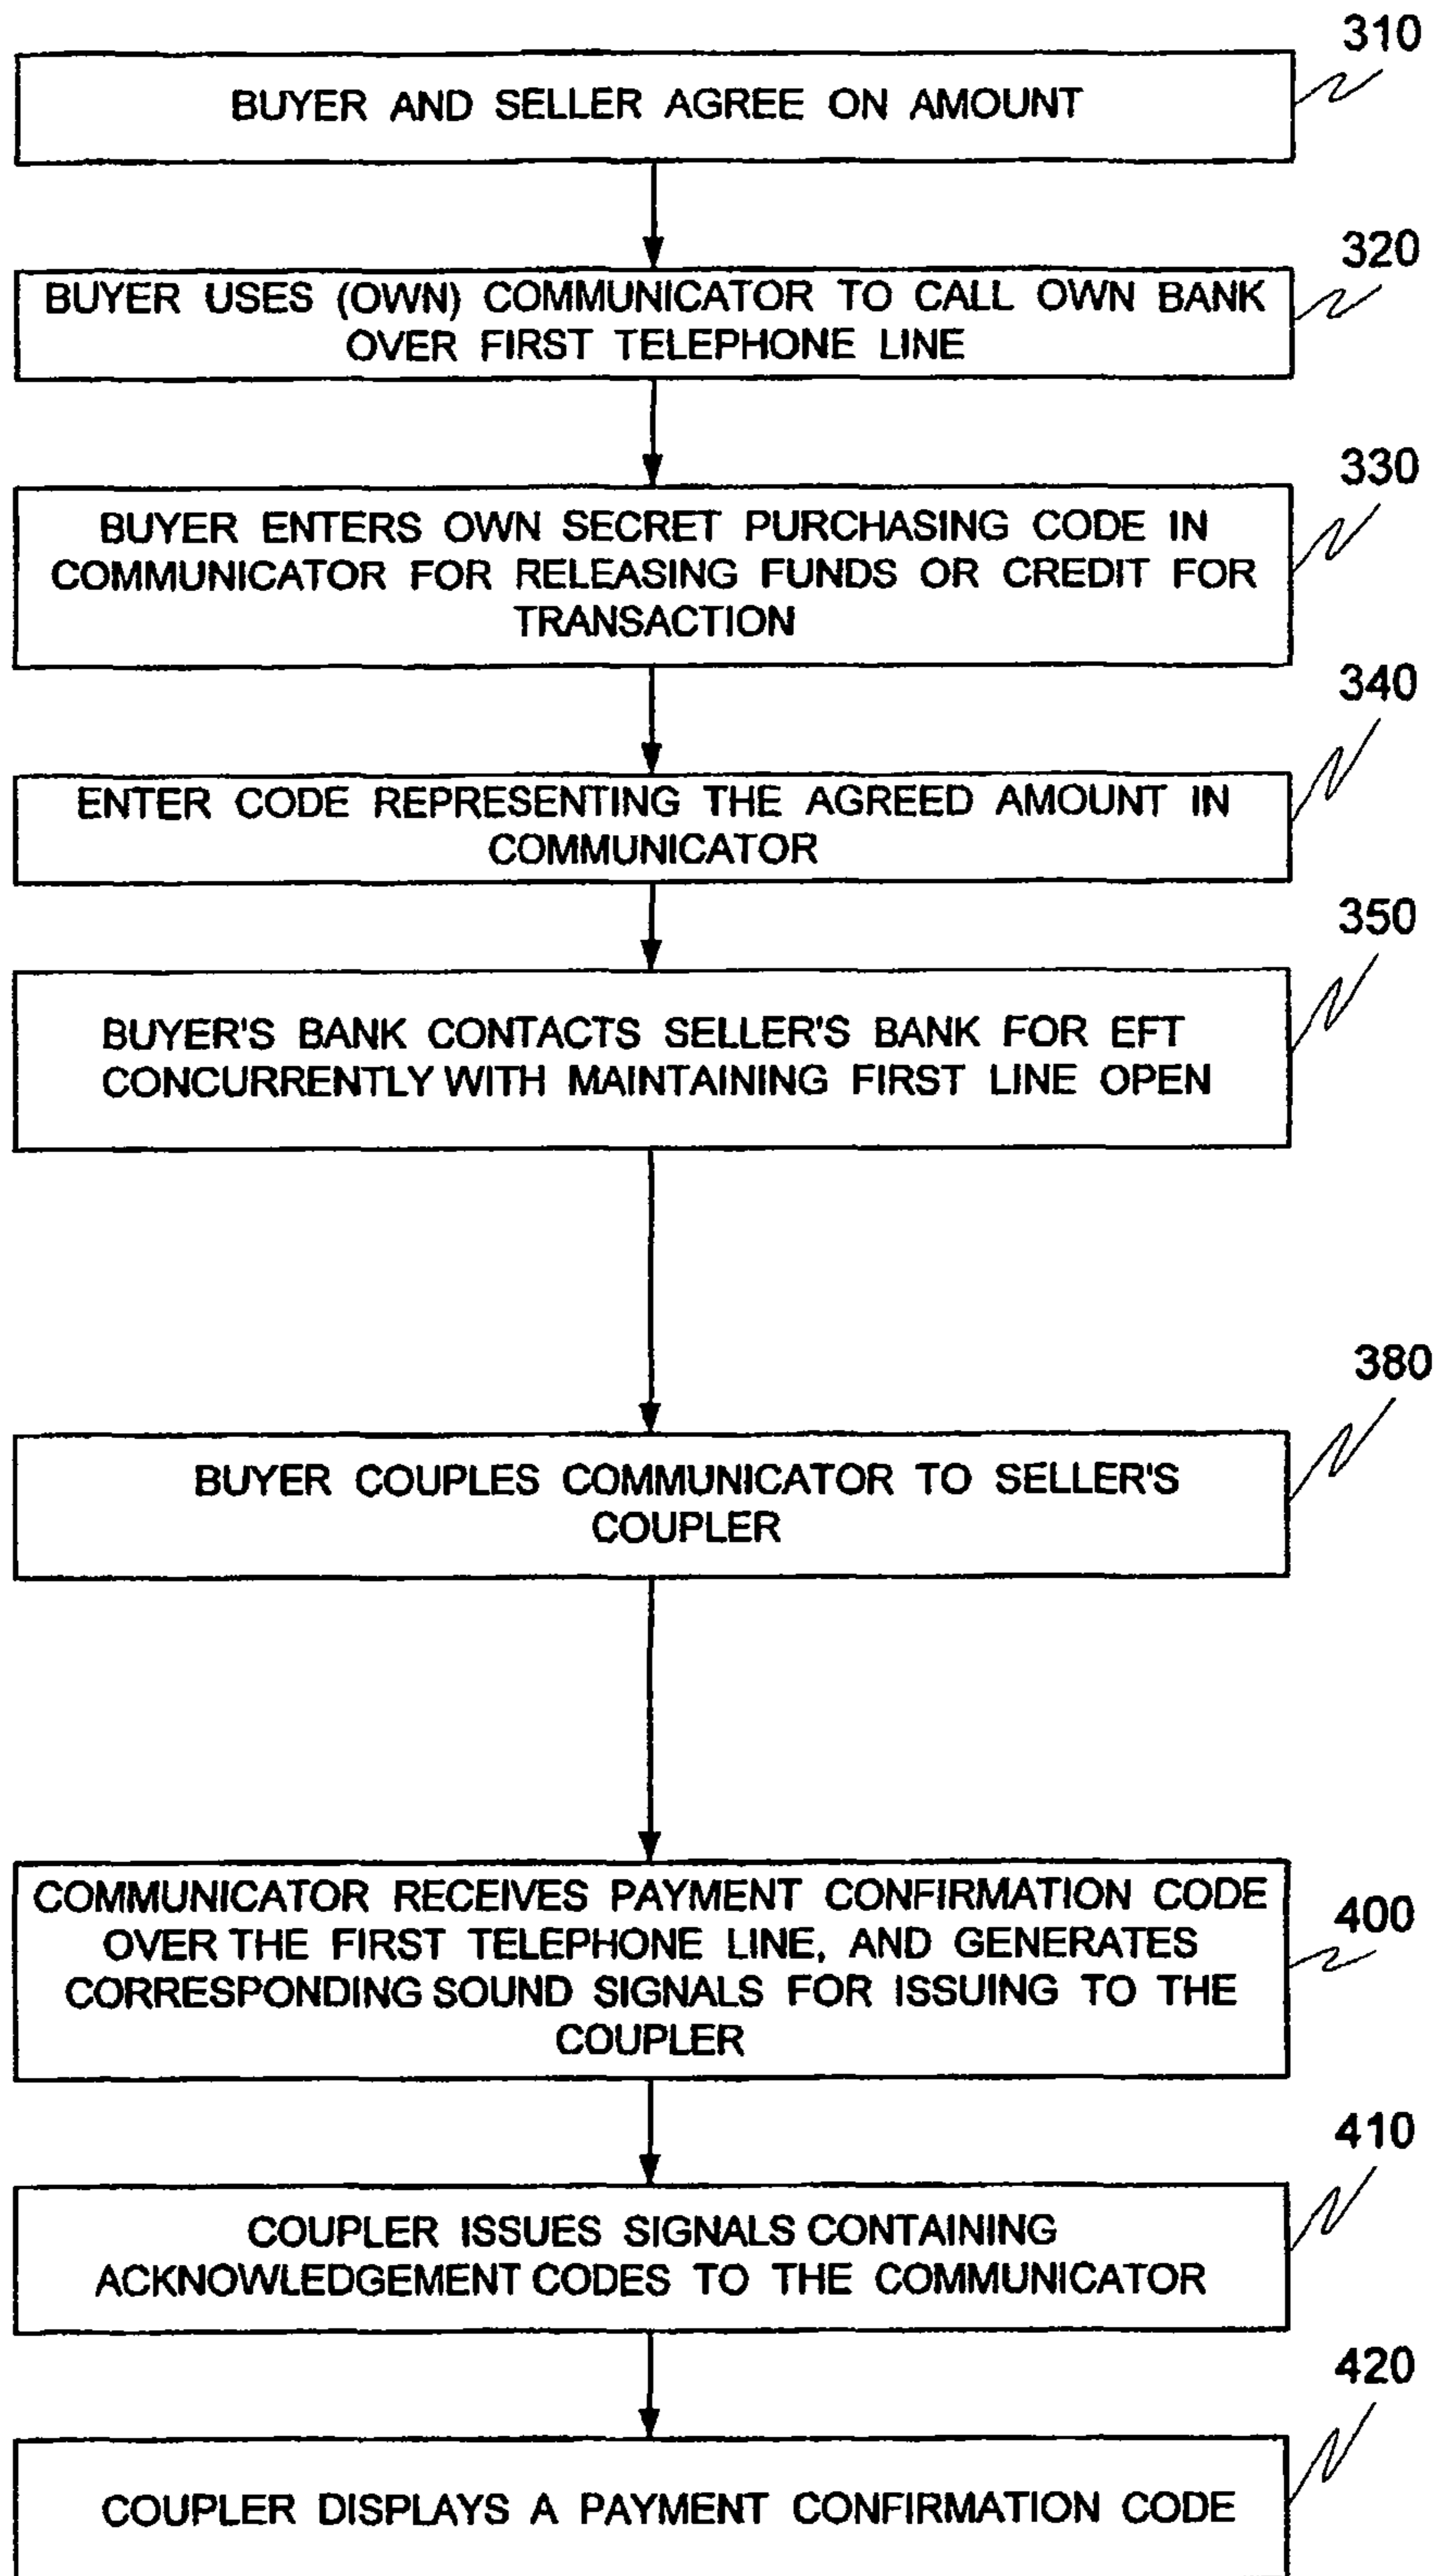 310
BUYER AND SELLER AGREE ON AMOUNT
320
BUYER USES (OWN) COMMUNICATOR TO CALL OWN BANK
OVER FIRST TELEPHONE LINE
330
BUYER ENTERS OWN SECRET PURCHASING CODE IN
COMMUNICATOR FOR RELEASING FUNDS OR CREDIT FOR
TRANSACTION
340
ENTER CODE REPRESENTING THE AGREED AMOUNT IN
COMMUNICATOR
350
BUYER'S BANK CONTACTS SELLER'S BANK FOR EFT
CONCURRENTLY WITH MAINTAINING FIRST LINE OPEN
380
BUYER COUPLES COMMUNICATOR TO SELLER'S
COUPLER
400
COMMUNICATOR RECEIVES PAYMENT CONFIRMATION CODE
OVER THE FIRST TELEPHONE LINE, AND GENERATES
CORRESPONDING SOUND SIGNALS FOR ISSUING TO THE
COUPLER
410
COUPLER ISSUES SIGNALS CONTAINING
ACKNOWLEDGEMENT CODES TO THE COMMUNICATOR
420
COUPLER DISPLAYS A PAYMENT CONFIRMATION CODE